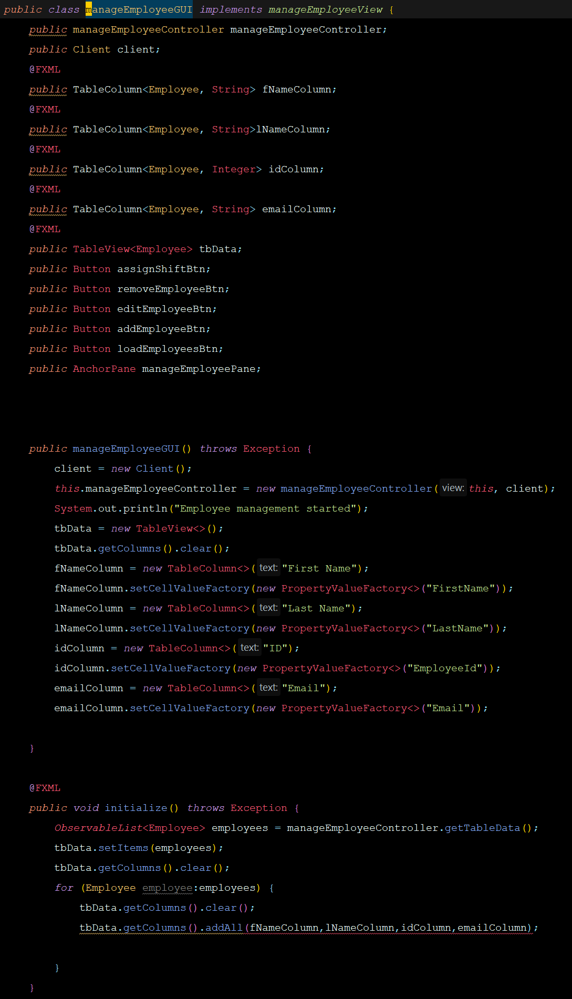 public class manageEmployeeGUI implements manageEmployeeView {
public manageEmployeeController manageEmployeeController;
public Client client;
@FXML
public TableColumn<Employee, String> fNameColumn;
@FXML
public TableColumn<Employee, String>lNameColumn;
@FXML
public TableColumn<Employee, Integer> idColumn;
@FXML
public TableColumn<Employee, String> emailColumn;
@FXML
public TableView<Employee> tbData;
public Button assignShiftBtn;
public Button removeEmployeeBtn;
public Button editEmployeeBtn;
public Button addEmployeeBtn;
public Button loadEmployeesBtn;
public AnchorPane manageEmployeePane;
public manageEmployeeGUI() throws Exception {
client = new Client();
this.manageEmployeeController = new manageEmployeeController( view: this, client);
System.out.println("Employee management started");
tbData = new TableView<>();
tbData.getColumns().clear();
fNameColumn = new TableColumn<>( text: "First Name");
fNameColumn.setCellValueFactory(new PropertyValueFactory<>("FirstName"));
lNameColumn = new TableColumn<>( text: "Last Name");
lNameColumn.setCellValueFactory(new PropertyValueFactory<>("LastName"));
idColumn = new TableColumn<>( text: "ID");
idColumn.setCellValueFactory(new PropertyValueFactory<>("EmployeeId"));
emailColumn = new TableColumn<>( text: "Email");
emailColumn.setCellValueFactory(new PropertyValueFactory<>("Email"));
}
@FXML
public void initialize() throws Exception {
ObservableList<Employee> employees = manageEmployeeController.getTableData();
tbData.setItems(employees);
tbData.getColumns().clear();
for (Employee employee:employees) {
tbData.getColumns().clear();
tbData.getColumns().addAll(fNameColumn,lNameColumn,idColumn,emailColumn);
}
}